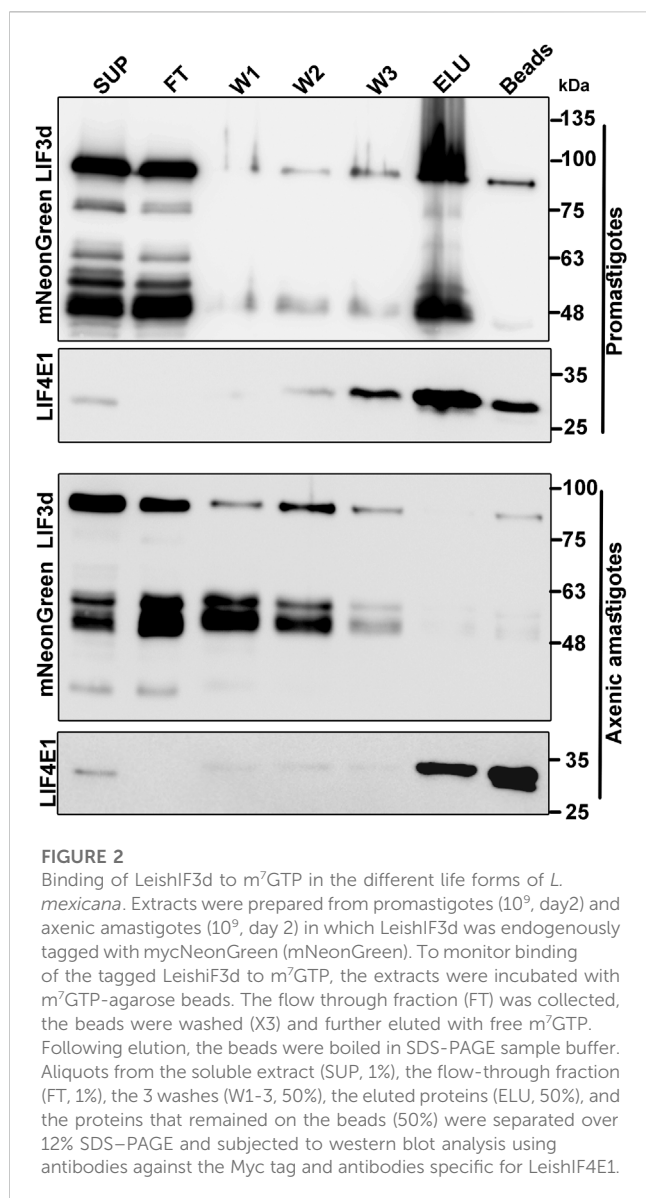 SUP FT W1 W2 W3 ELU Beads kDa
mNeonGreen LIF3d
135
100
75
63
48
LIF4E1
35
25
Promastigotes
mNeonGreen LIF3d
100
75
63
48
LIF4E1
35
25
Axenic amastigotes
FIGURE 2
Binding of LeishIF3d to m⁷GTP in the different life forms of L.
mexicana. Extracts were prepared from promastigotes (10⁹, day2) and
axenic amastigotes (10⁹, day 2) in which LeishIF3d was endogenously
tagged with mycNeonGreen (mNeonGreen). To monitor binding
of the tagged LeishiF3d to m⁷GTP, the extracts were incubated with
m⁷GTP-agarose beads. The flow through fraction (FT) was collected,
the beads were washed (X3) and further eluted with free m⁷GTP.
Following elution, the beads were boiled in SDS-PAGE sample buffer.
Aliquots from the soluble extract (SUP, 1%), the flow-through fraction
(FT, 1%), the 3 washes (W1-3, 50%), the eluted proteins (ELU, 50%), and
the proteins that remained on the beads (50%) were separated over
12% SDS–PAGE and subjected to western blot analysis using
antibodies against the Myc tag and antibodies specific for LeishIF4E1.